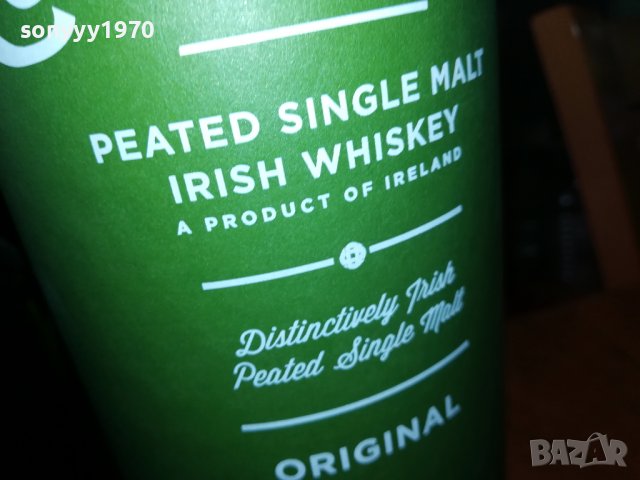 sonyyy1970
PEATED SINGLE MALT
IRISH WHISKEY
A PRODUCT OF IRELAND
Distinctively Irish
Peated Single Malt
ORIGINAL
BAZAR